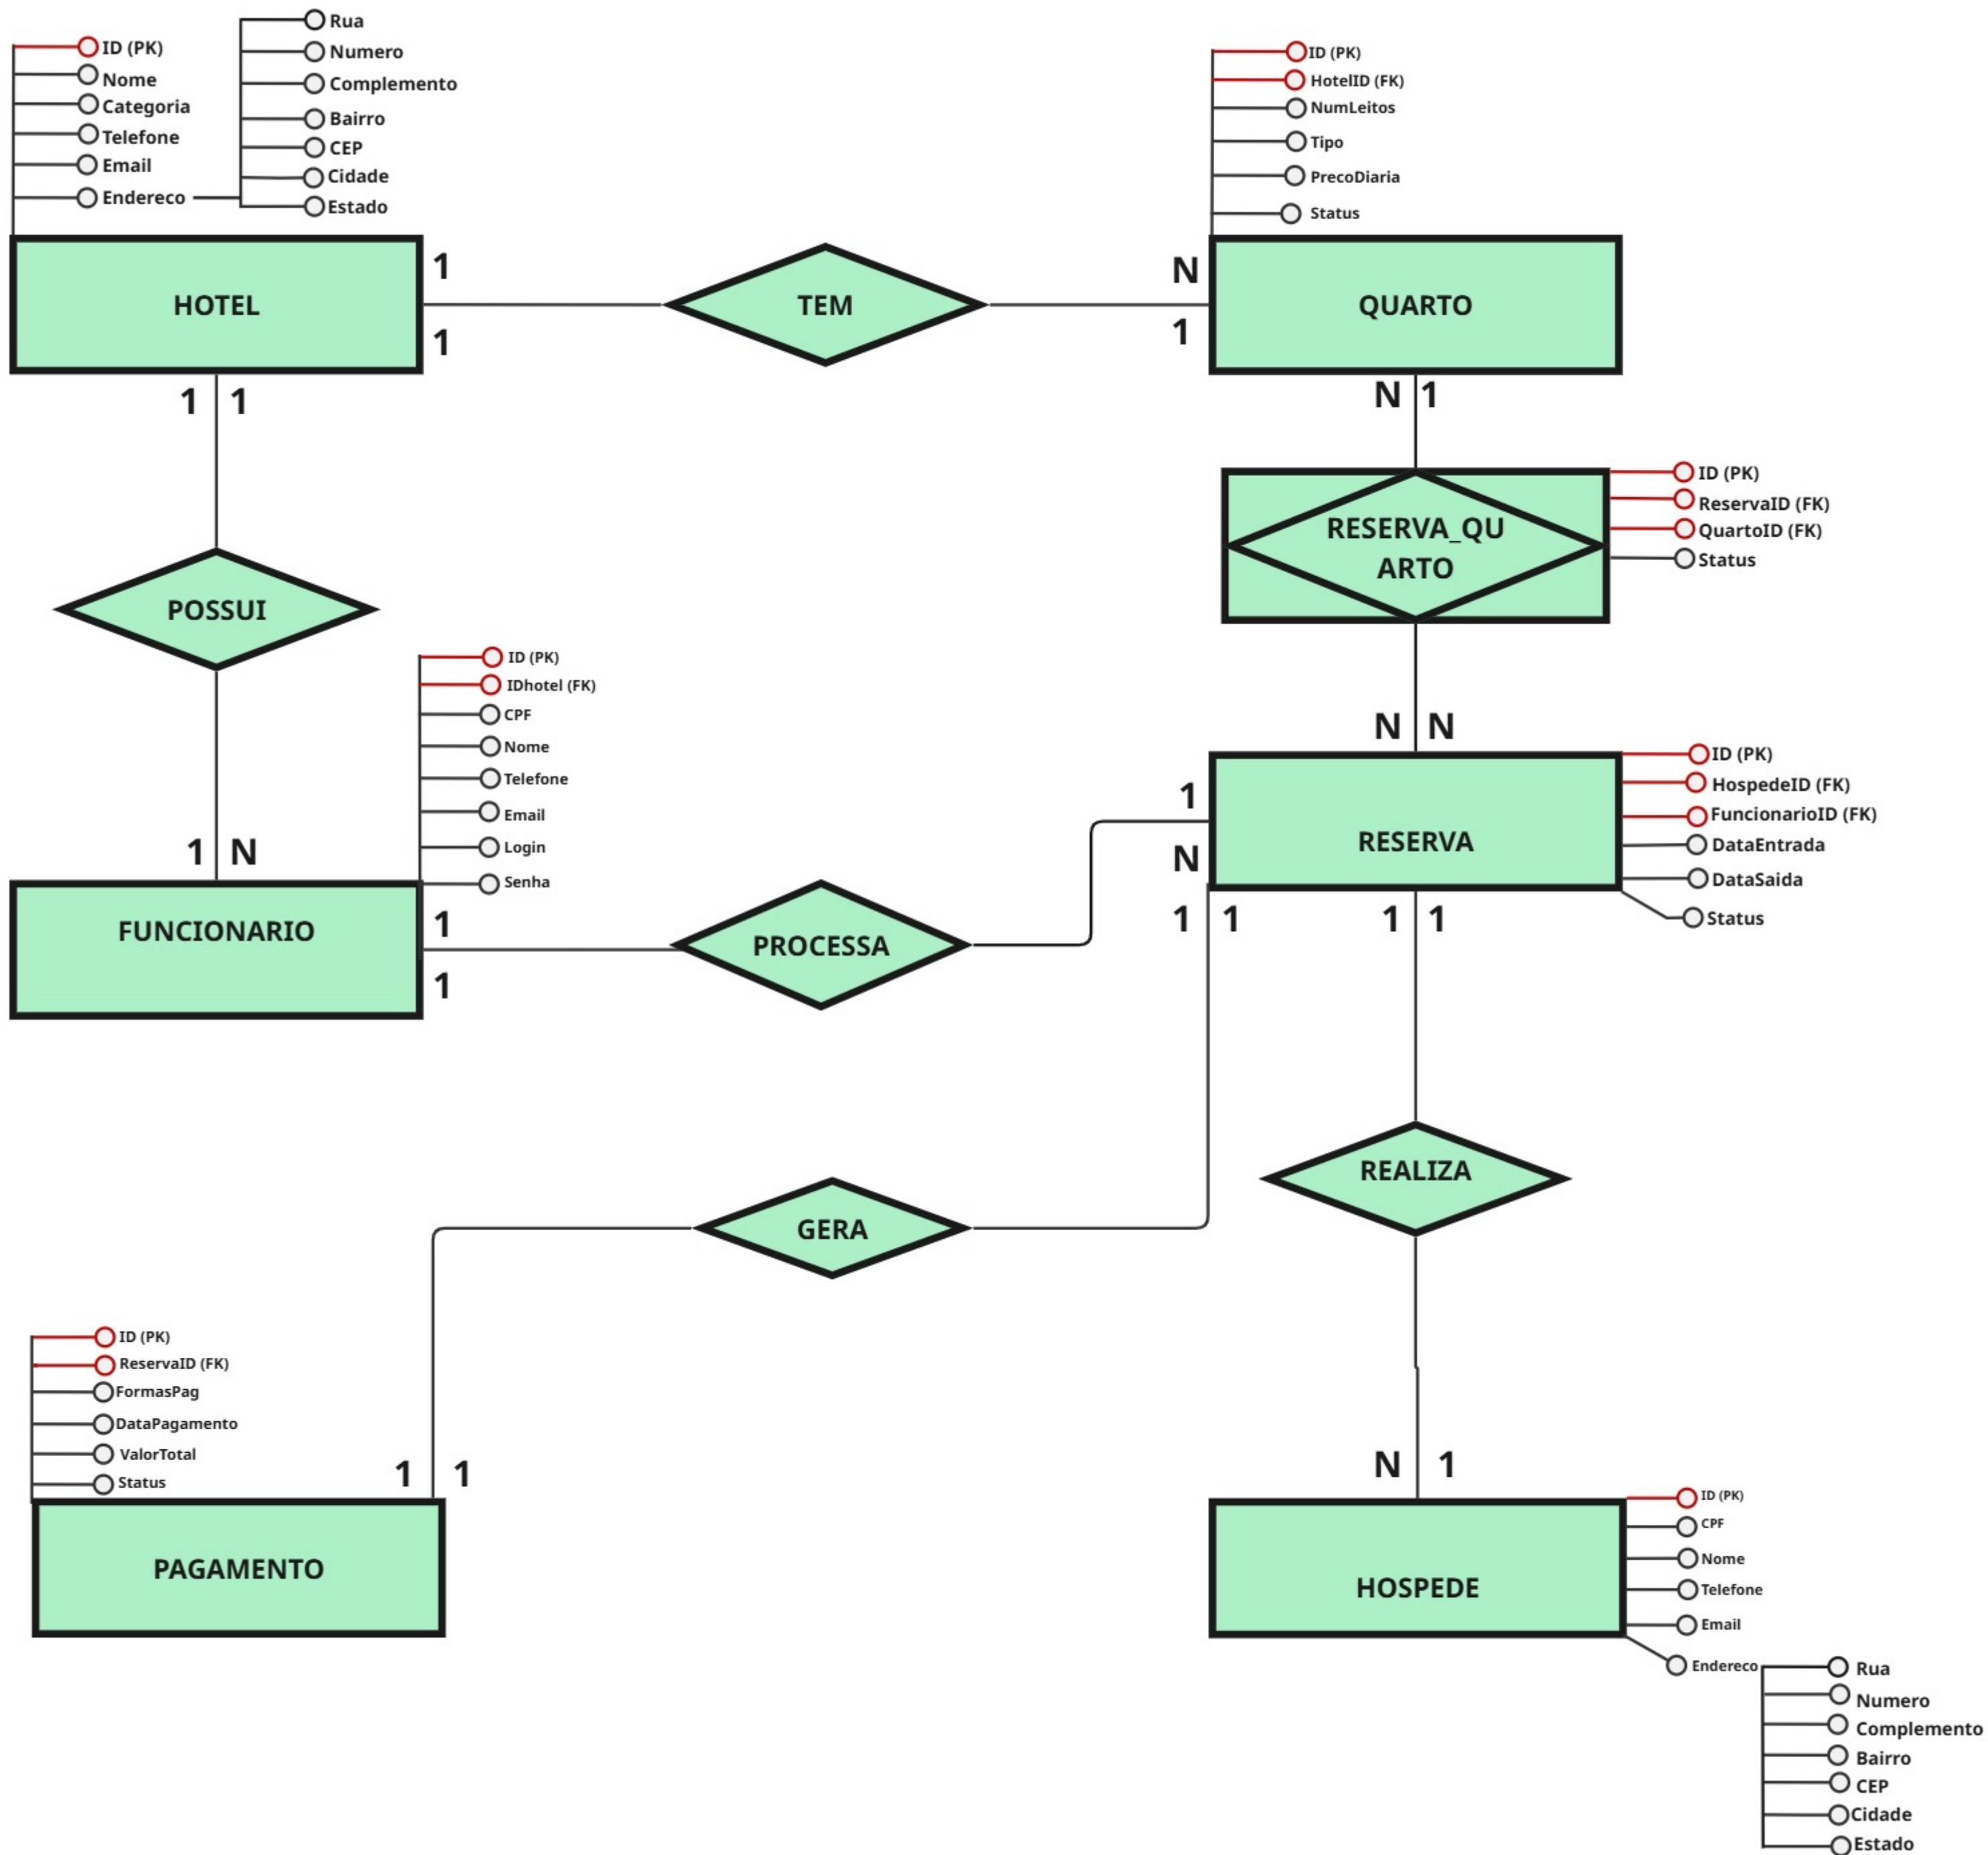 ID (PK)
Nome
Categoria
Telefone
Email
Endereco
Rua
Numero
Complemento
Bairro
CEP
Cidade
Estado
ID (PK)
HotelID (FK)
NumLeitos
Tipo
PrecoDiaria
Status
HOTEL
1
1
TEM
N
1
QUARTO
1 1
N 1
RESERVA_QU
ARTO
ID (PK)
ReservaID (FK)
QuartoID (FK)
Status
POSSUI
ID (PK)
IDhotel (FK)
CPF
Nome
Telefone
Email
Login
Senha
N N
ID (PK)
HospedeID (FK)
FuncionarioID (FK)
DataEntrada
DataSaida
Status
1
N
RESERVA
1 N
FUNCIONARIO
1
1
PROCESSA
1 1
1 1
REALIZA
GERA
ID (PK)
ReservaID (FK)
FormasPag
DataPagamento
ValorTotal
Status
1 1
N 1
PAGAMENTO
HOSPEDE
ID (PK)
CPF
Nome
Telefone
Email
Endereco
Rua
Numero
Complemento
Bairro
CEP
Cidade
Estado